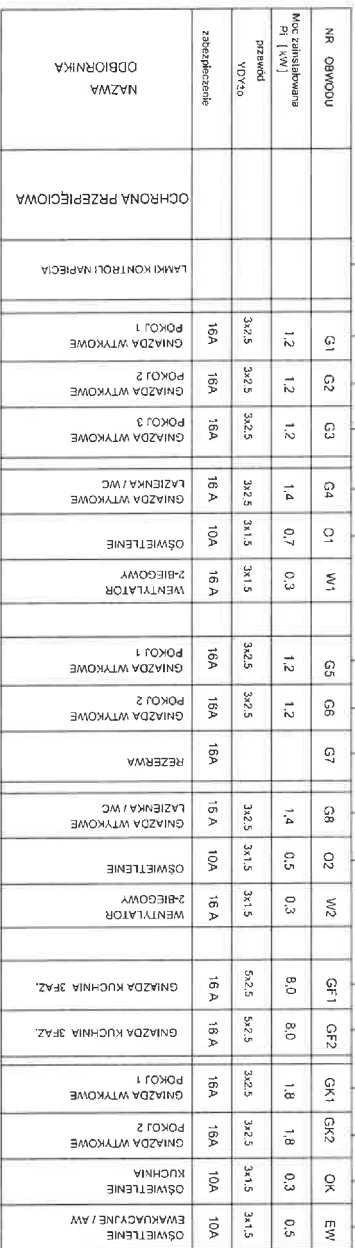 NR OBWODU
Moc zainstalowana
Pi [ kW ]
przewód
YDYżo
zabezpieczenie
NAZWA
ODBIORNIKA
OCHRONA PRZEPIĘCIOWA
LAMKI KONTROLI NAPIĘCIA
G1
1,2
3x2,5
16A
GNIAZDA WTYKOWE
POKOJ 1
G2
1,2
3x2,5
16A
GNIAZDA WTYKOWE
POKOJ 2
G3
1,2
3x2,5
16A
GNIAZDA WTYKOWE
POKOJ 3
G4
1,4
3x2,5
16 A
GNIAZDA WTYKOWE
ŁAZIENKA / WC
O1
0,7
3x1,5
10A
OŚWIETLENIE
W1
0,3
3x1,5
16 A
WENTYLATOR
2-BIEGOWY
G5
1,2
3x2,5
16A
GNIAZDA WTYKOWE
POKOJ 1
G6
1,2
3x2,5
16A
GNIAZDA WTYKOWE
POKOJ 2
G7
16A
REZERWA
G8
1,4
3x2,5
16 A
GNIAZDA WTYKOWE
ŁAZIENKA / WC
O2
0,5
3x1,5
10A
OŚWIETLENIE
W2
0,3
3x1,5
16 A
WENTYLATOR
2-BIEGOWY
GF1
8,0
5x2,5
16 A
GNIAZDA KUCHNIA 3FAZ.
GF2
8,0
5x2,5
16 A
GNIAZDA KUCHNIA 3FAZ.
GK1
1,8
3x2,5
16A
GNIAZDA WTYKOWE
POKOJ 1
GK2
1,8
3x2,5
16A
GNIAZDA WTYKOWE
POKOJ 2
OK
0,3
3x1,5
10A
OŚWIETLENIE
KUCHNIA
EW
0,5
3x1,5
10A
OŚWIETLENIE
EWAKUACYJNE / AW